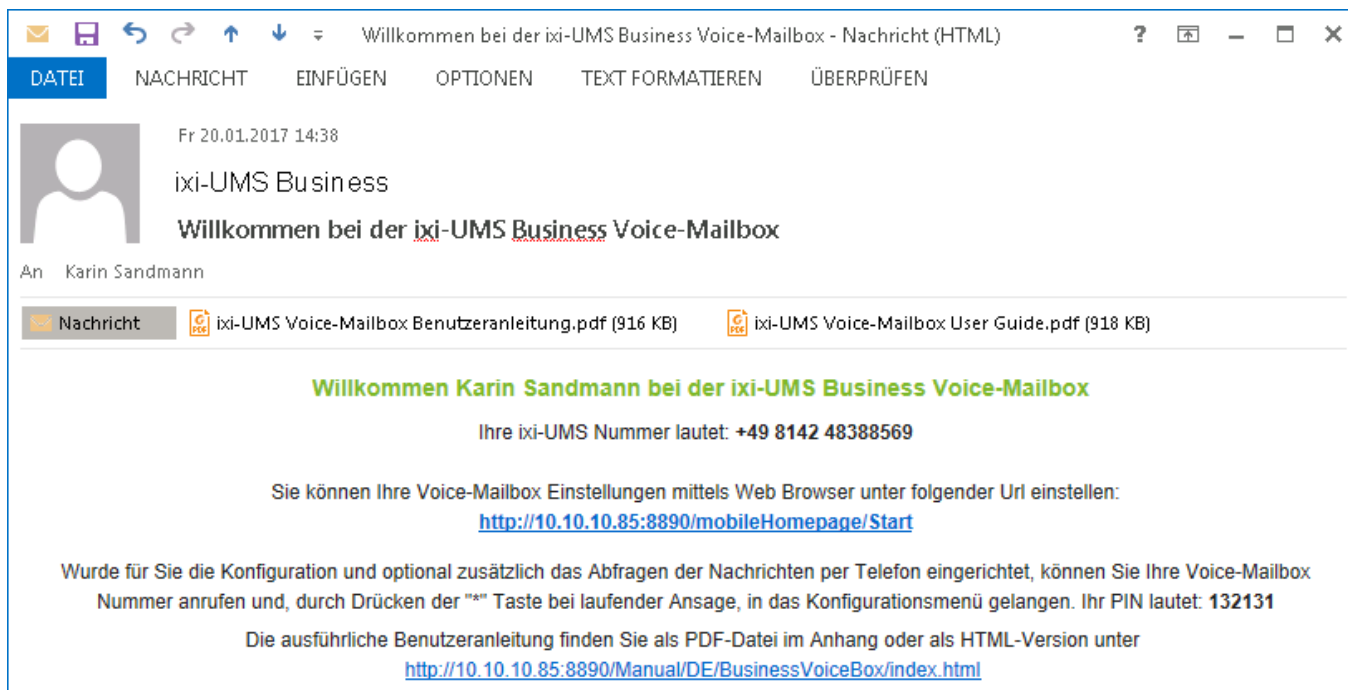 Willkommen bei der ixi-UMS Business Voice-Mailbox - Nachricht (HTML)
DATEI NACHRICHT EINFÜGEN OPTIONEN TEXT FORMATIEREN ÜBERPRÜFEN
Fr 20.01.2017 14:38
ixi-UMS Business
Willkommen bei der ixi-UMS Business Voice-Mailbox
An Karin Sandmann
Nachricht ixi-UMS Voice-Mailbox Benutzeranleitung.pdf (916 KB) ixi-UMS Voice-Mailbox User Guide.pdf (918 KB)
Willkommen Karin Sandmann bei der ixi-UMS Business Voice-Mailbox
Ihre ixi-UMS Nummer lautet: +49 8142 48388569
Sie können Ihre Voice-Mailbox Einstellungen mittels Web Browser unter folgender Url einstellen:
http://10.10.10.85:8890/mobileHomepage/Start
Wurde für Sie die Konfiguration und optional zusätzlich das Abfragen der Nachrichten per Telefon eingerichtet, können Sie Ihre Voice-Mailbox
Nummer anrufen und, durch Drücken der "*" Taste bei laufender Ansage, in das Konfigurationsmenü gelangen. Ihr PIN lautet: 132131
Die ausführliche Benutzeranleitung finden Sie als PDF-Datei im Anhang oder als HTML-Version unter
http://10.10.10.85:8890/Manual/DE/BusinessVoiceBox/index.html